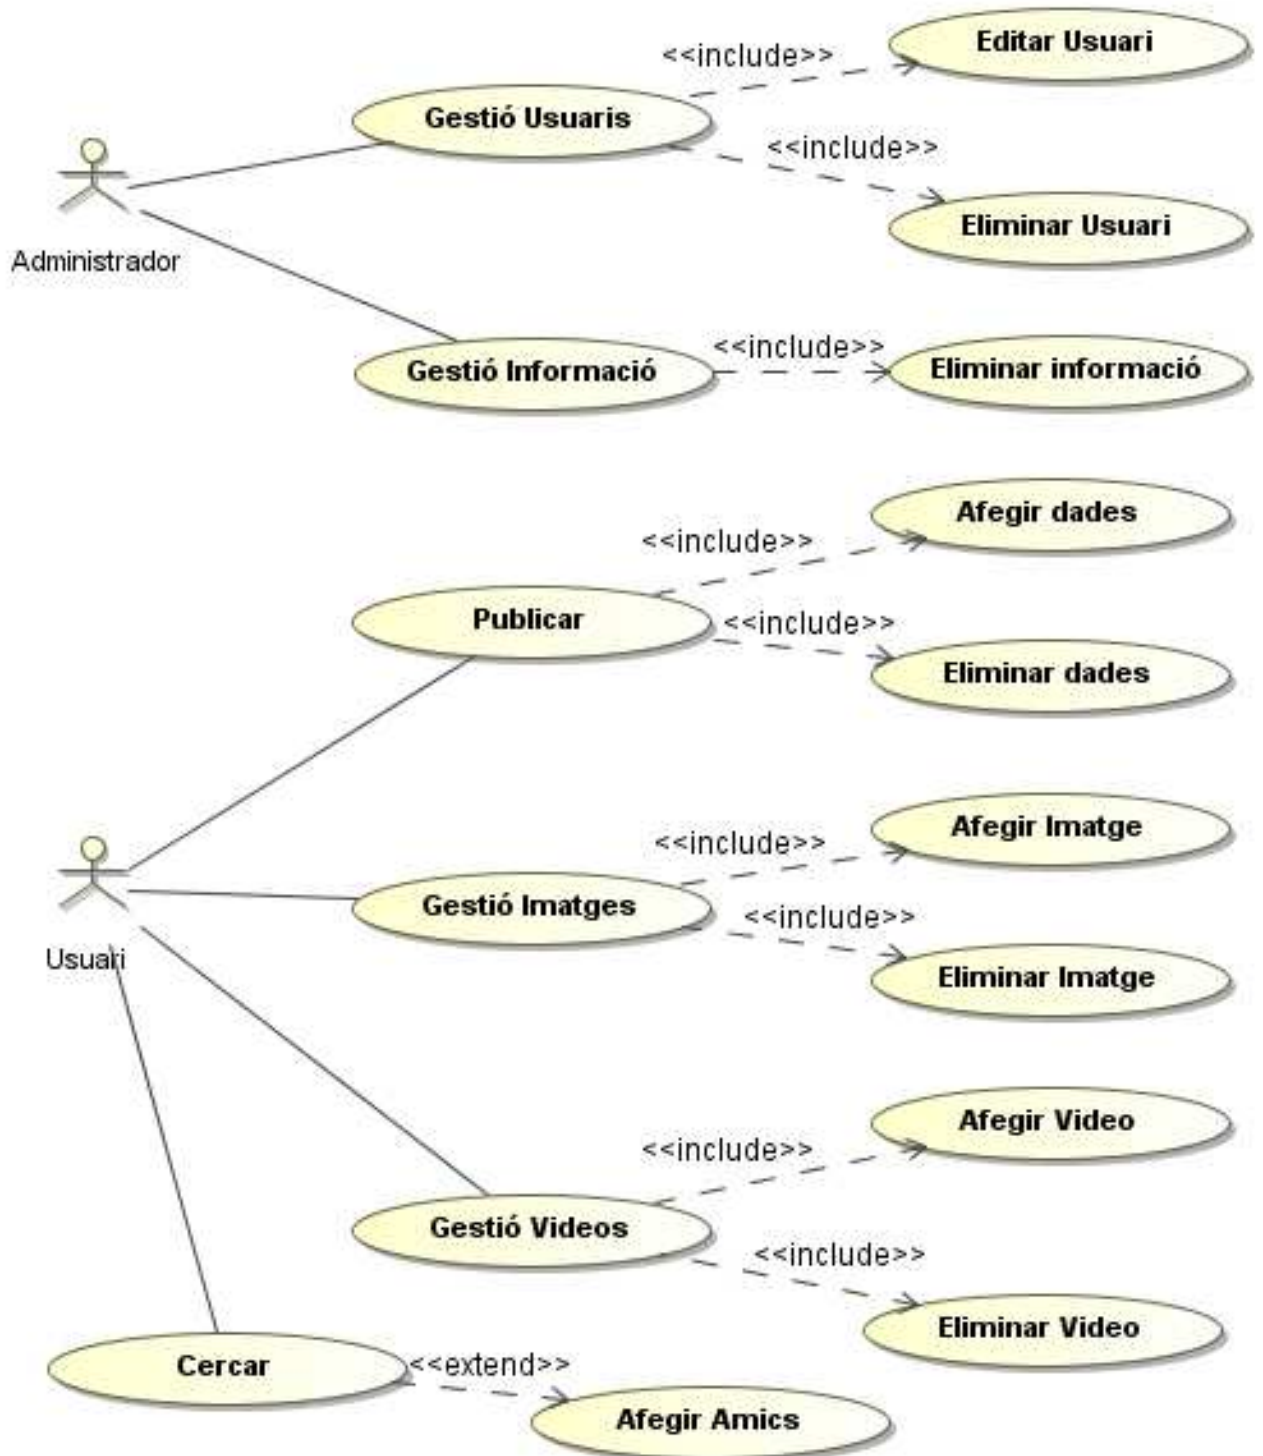 <<include>>
Editar Usuari
Gestió Usuaris
<<include>>
Eliminar Usuari
Administrador
Gestió Informació
<<include>>
Eliminar informació
Afegir dades
<<include>>
Publicar
<<include>>
Eliminar dades
Afegir Imatge
<<include>>
Gestió Imatges
<<include>>
Eliminar Imatge
Usuari
Afegir Video
<<include>>
Gestió Videos
<<include>>
Eliminar Video
Cercar
<<extend>>
Afegir Amics